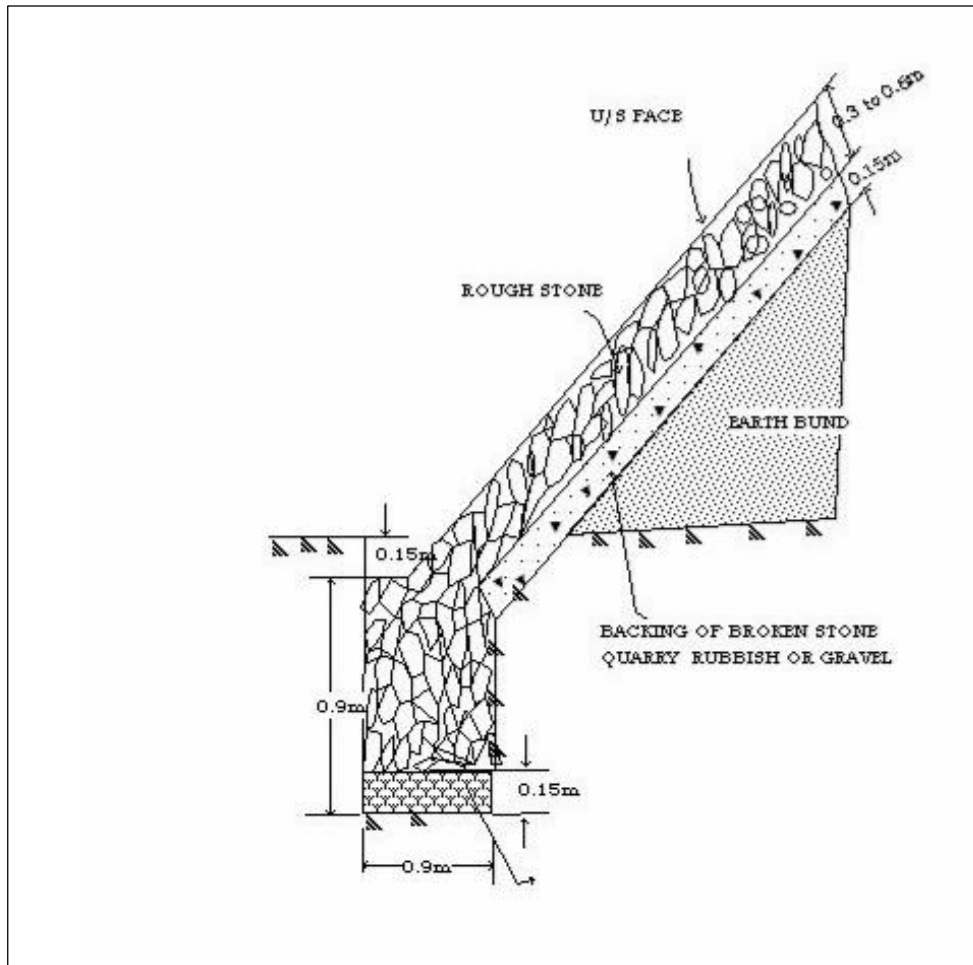 U/S FACE
0.3 to 0.6m
0.15m
ROUGH STONE
EARTH BUND
0.15m
BACKING OF BROKEN STONE
QUARRY RUBBISH OR GRAVEL
0.9m
0.15m
0.9m